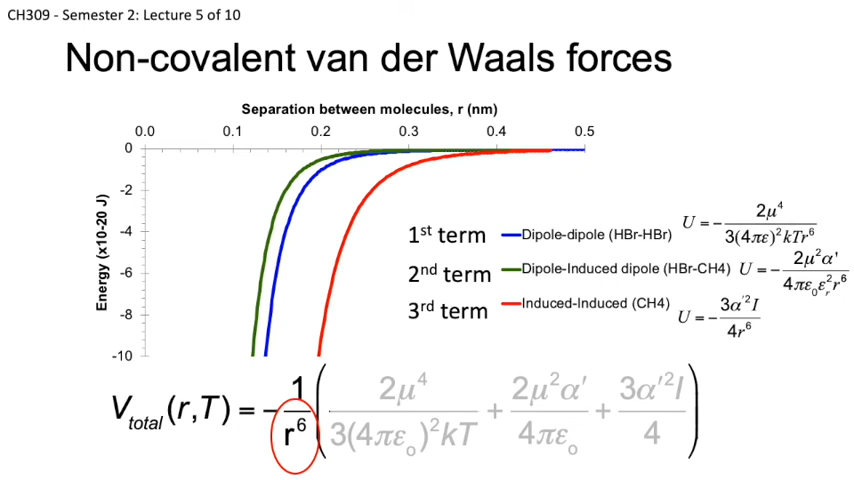 CH309 - Semester 2: Lecture 5 of 10
Non-covalent van der Waals forces
Separation between molecules, r (nm)
0.0 0.1 0.2 0.3 0.4 0.5
Energy (x10-20 J)
0
-2
-4
-6
-8
-10
1st term Dipole-dipole (HBr-HBr) U = -2μ⁴/3(4πε)²kTr⁶
2nd term Dipole-Induced dipole (HBr-CH4) U = -2μ²α'/4πε₀εᵣ²r⁶
3rd term Induced-Induced (CH4) U = -3α'²I/4r⁶
V_total(r,T) = -1/r⁶ (2μ⁴/3(4πε₀)²kT + 2μ²α'/4πε₀ + 3α'²I/4)